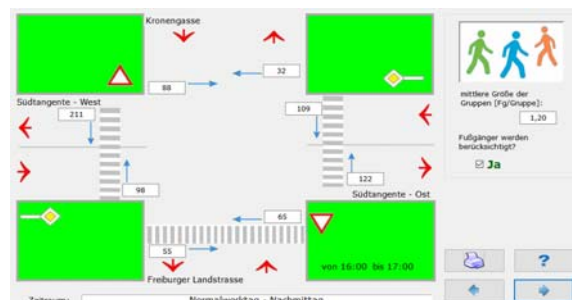 Kronengasse
32
88
mittlere Größe der
Gruppen [Fg/Gruppe]:
1,20
Südtangente - West
211
109
Fußgänger werden
berücksichtigt?
Ja
98
122
Südtangente - Ost
65
55
von 16:00 bis 17:00
?
Freiburger Landstrasse
Zeitraum:
Normalwerktag - Nachmittag